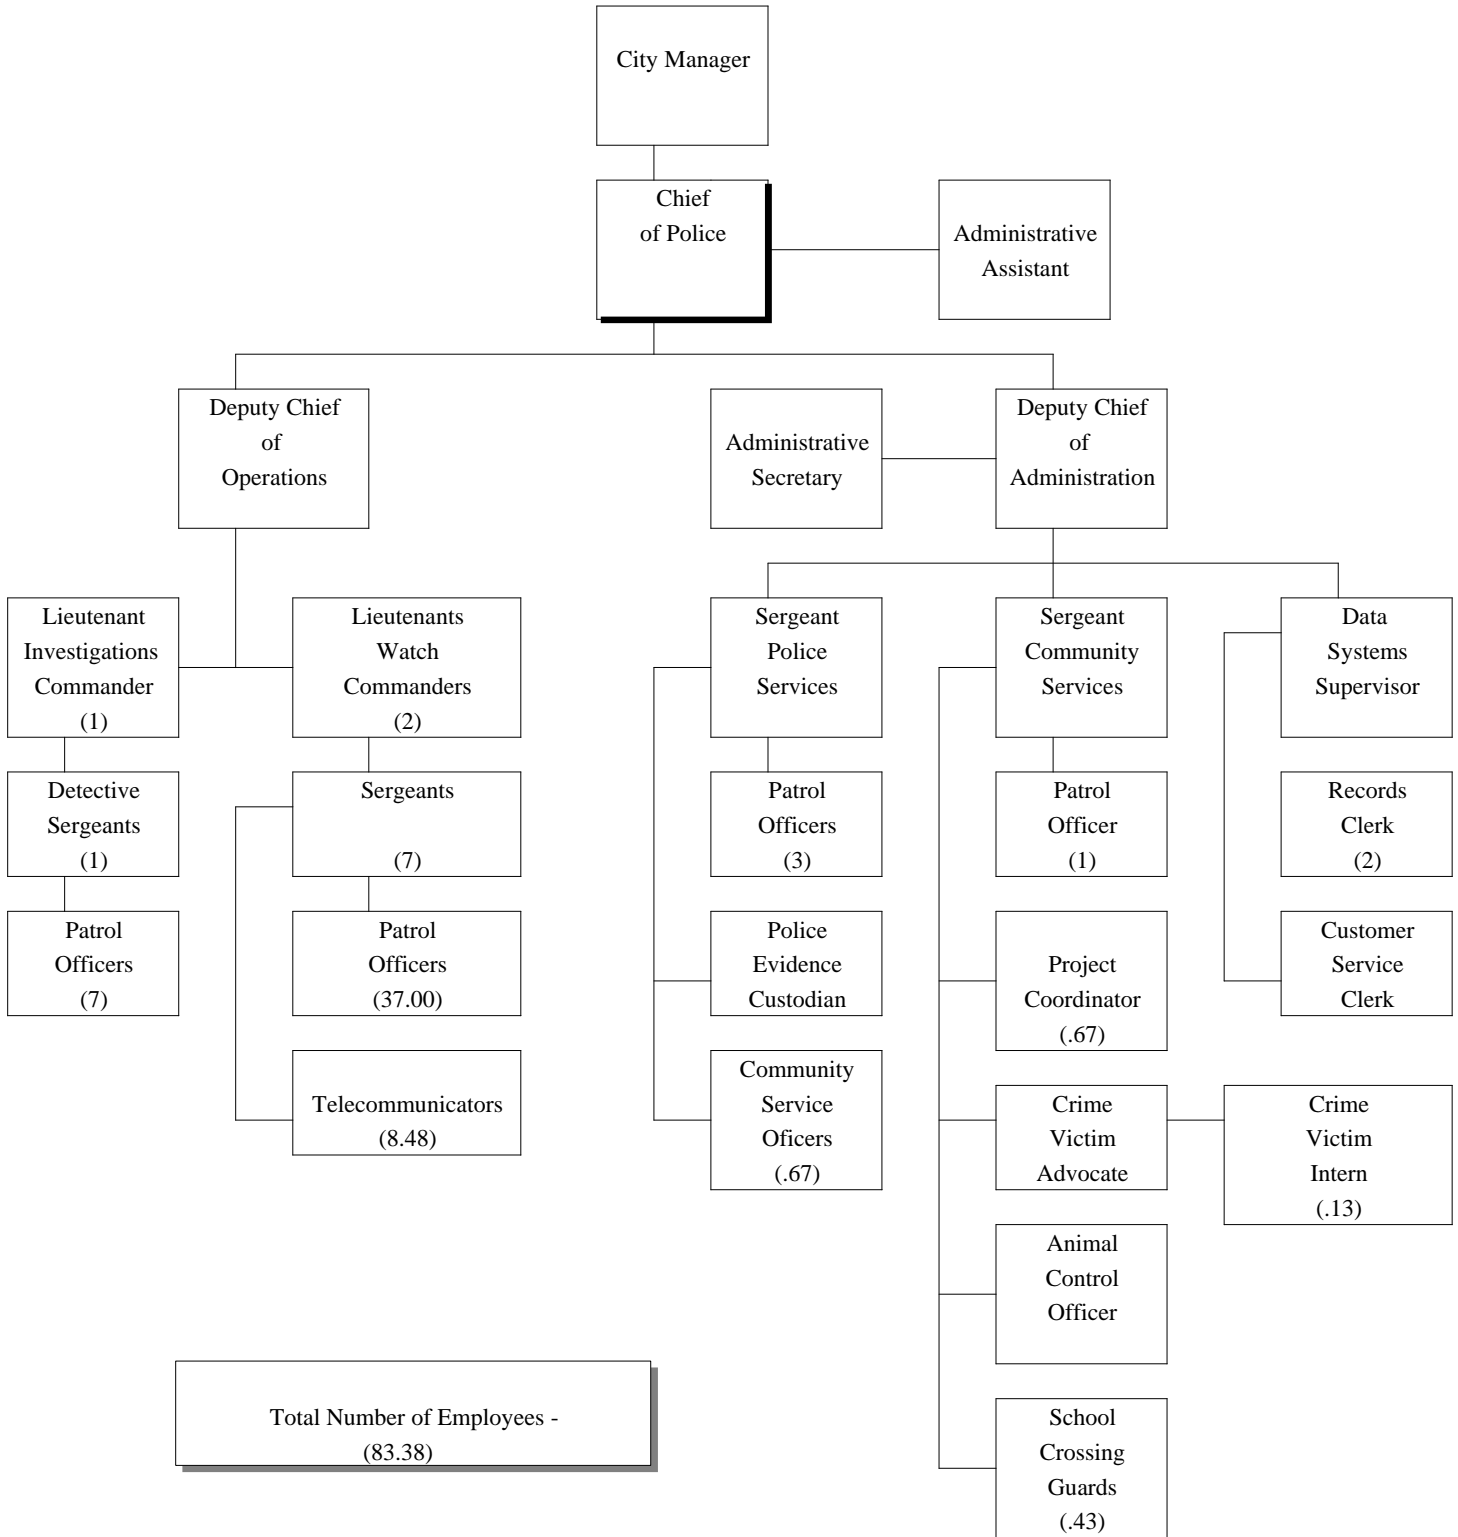 City Manager
Chief
of Police
Administrative
Assistant
Deputy Chief
of
Operations
Administrative
Secretary
Deputy Chief
of
Administration
Lieutenant
Investigations
Commander
(1)
Lieutenants
Watch
Commanders
(2)
Sergeant
Police
Services
Sergeant
Community
Services
Data
Systems
Supervisor
Detective
Sergeants
(1)
Sergeants
(7)
Patrol
Officers
(3)
Patrol
Officer
(1)
Records
Clerk
(2)
Patrol
Officers
(7)
Patrol
Officers
(37.00)
Police
Evidence
Custodian
Project
Coordinator
(.67)
Customer
Service
Clerk
Telecommunicators
(8.48)
Community
Service
Oficers
(.67)
Crime
Victim
Advocate
Crime
Victim
Intern
(.13)
Animal
Control
Officer
Total Number of Employees -
(83.38)
School
Crossing
Guards
(.43)